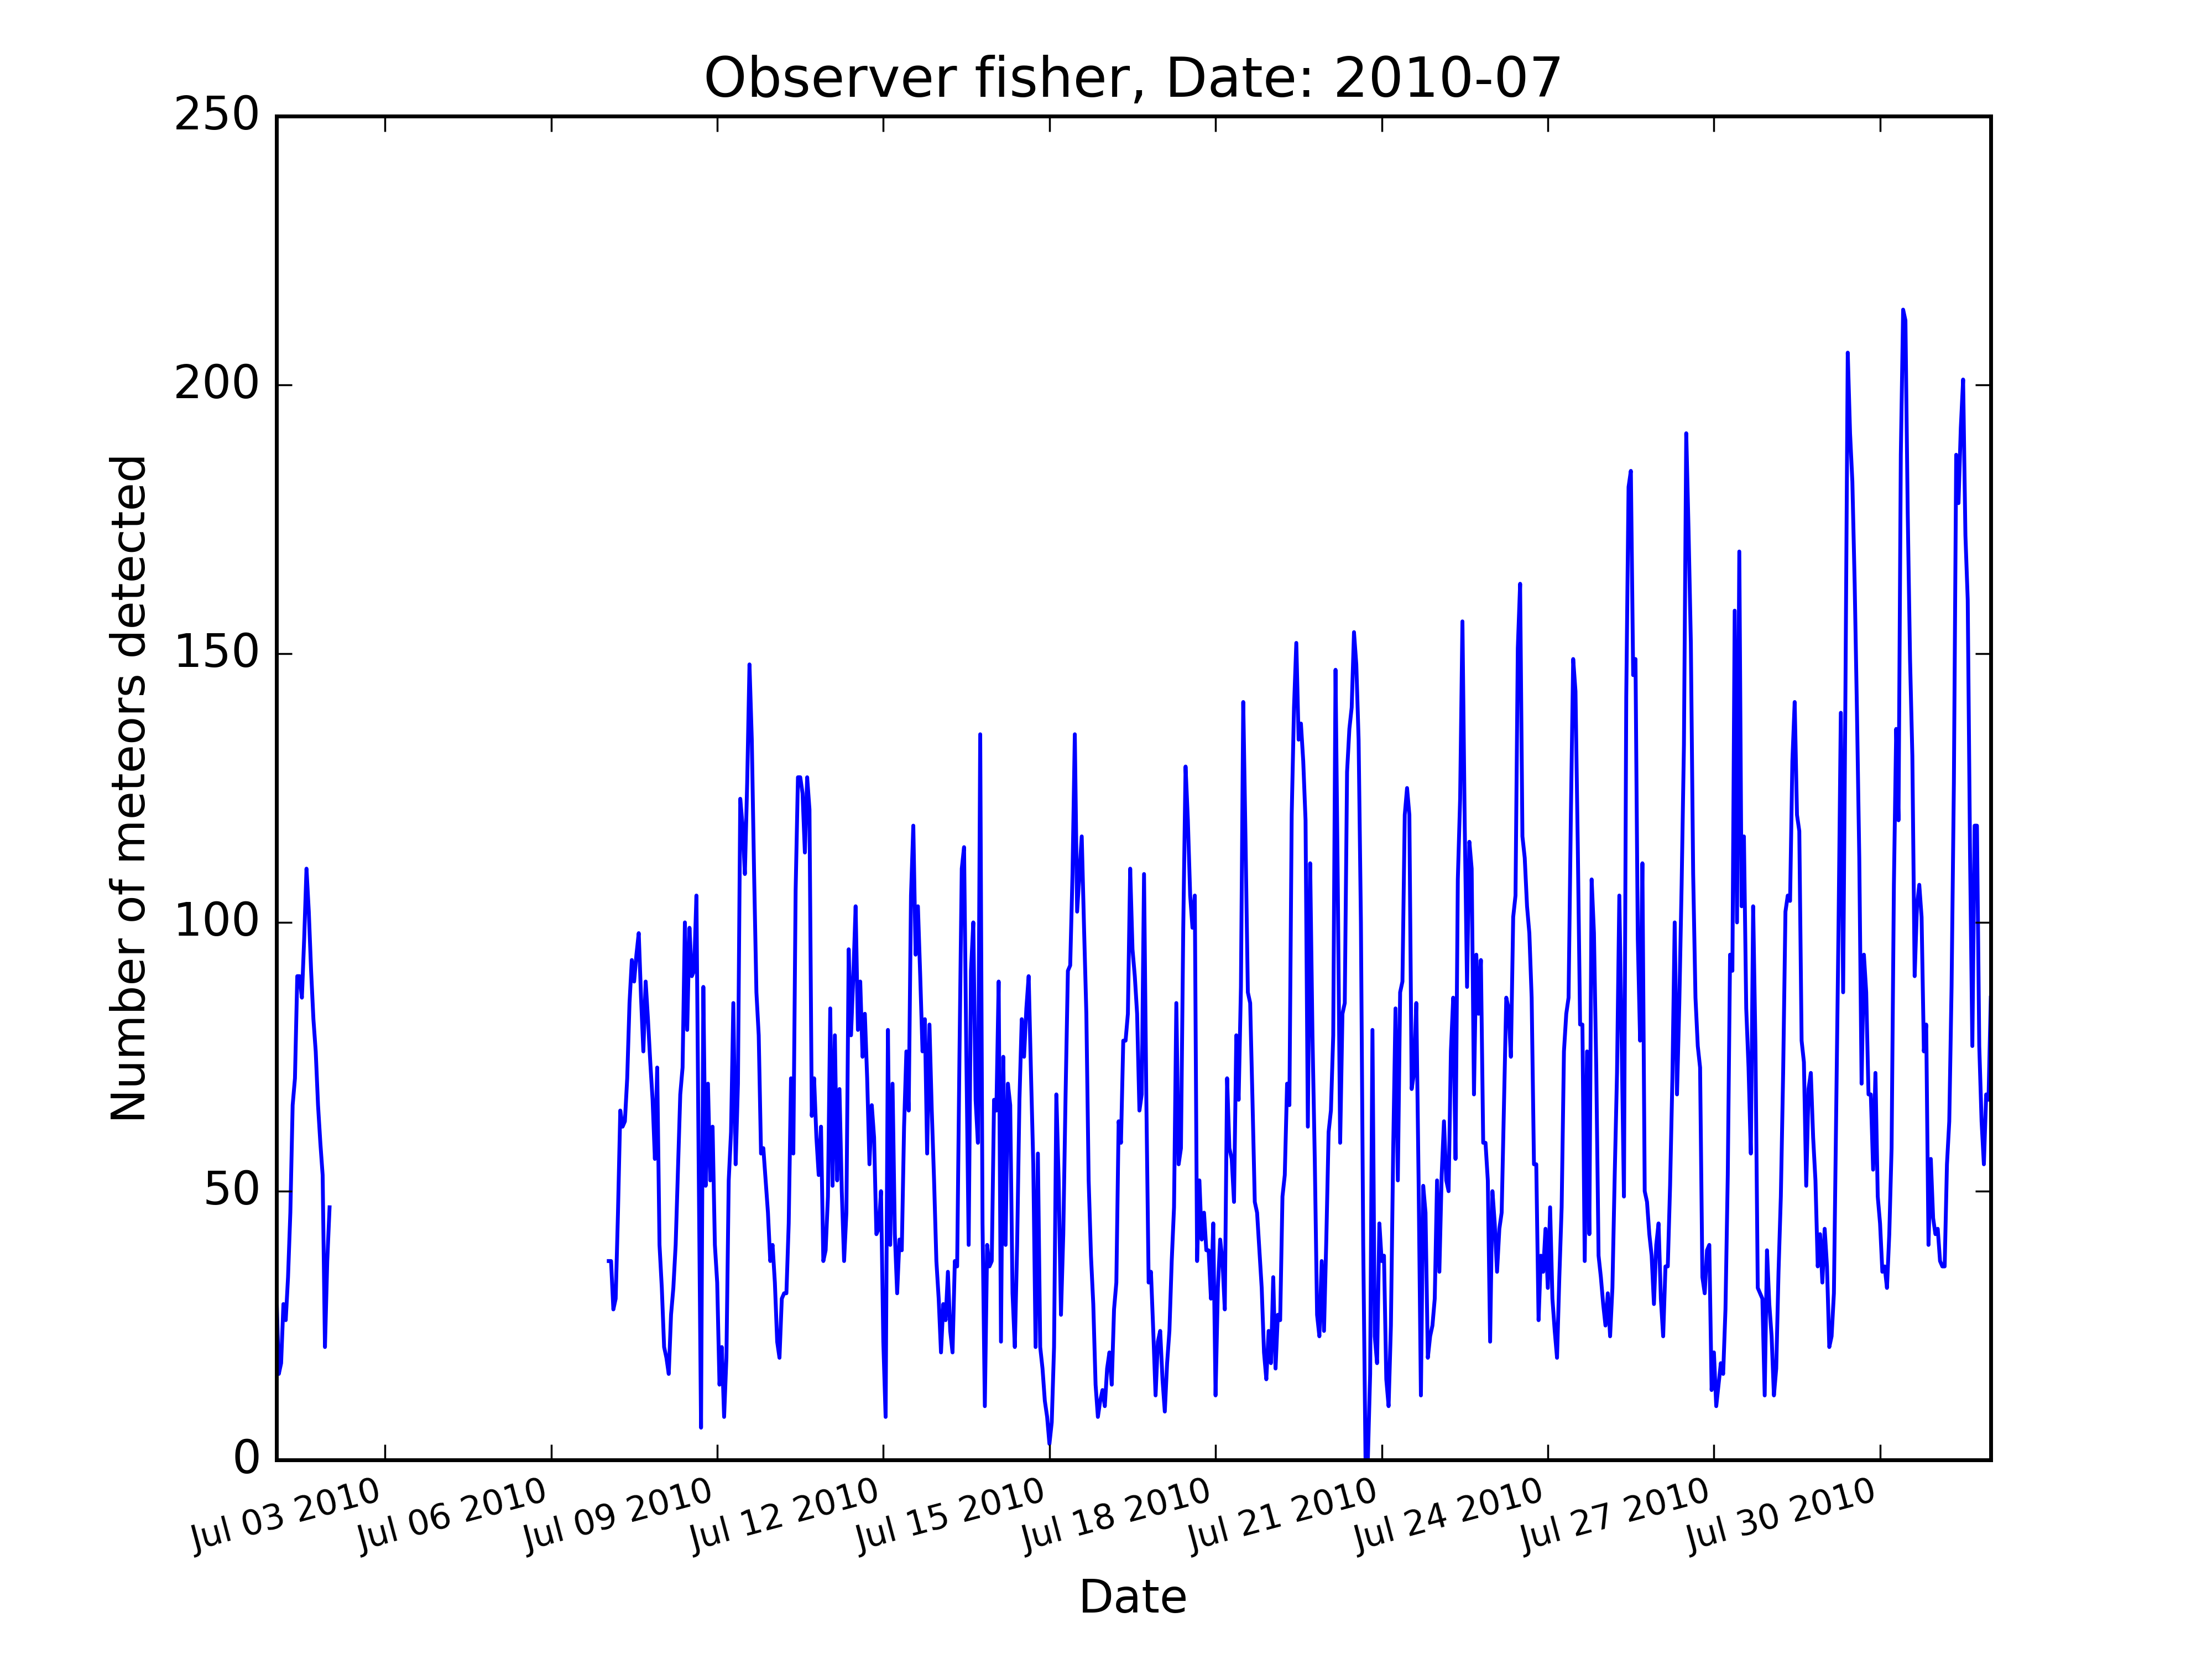 Observer fisher, Date: 2010-07
250
200
150
100
50
0
Number of meteors detected
Jul 03 2010
Jul 06 2010
Jul 09 2010
Jul 12 2010
Jul 15 2010
Jul 18 2010
Jul 21 2010
Jul 24 2010
Jul 27 2010
Jul 30 2010
Date